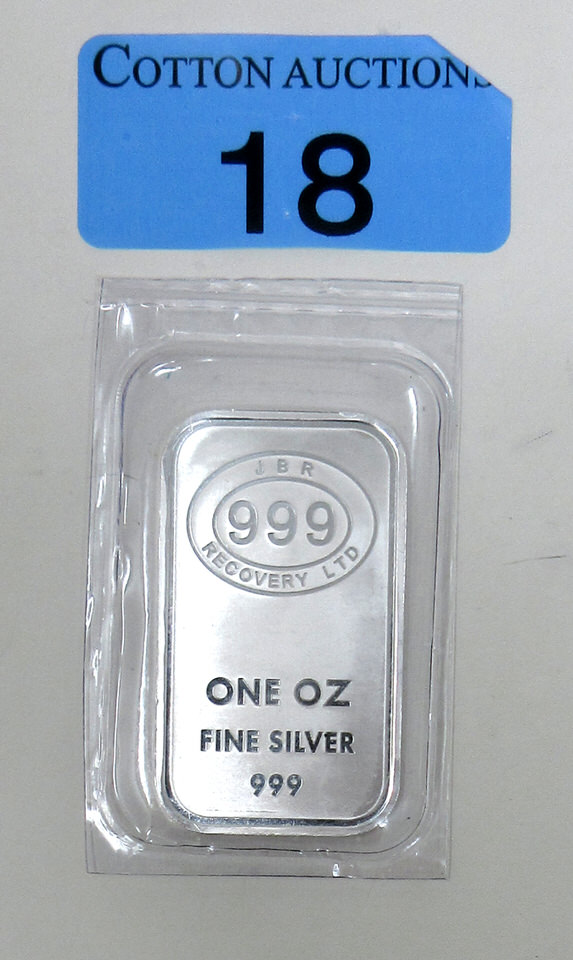 COTTON AUCTIONS
18
JBR
999
RECOVERY LTD
ONE OZ
FINE SILVER
999